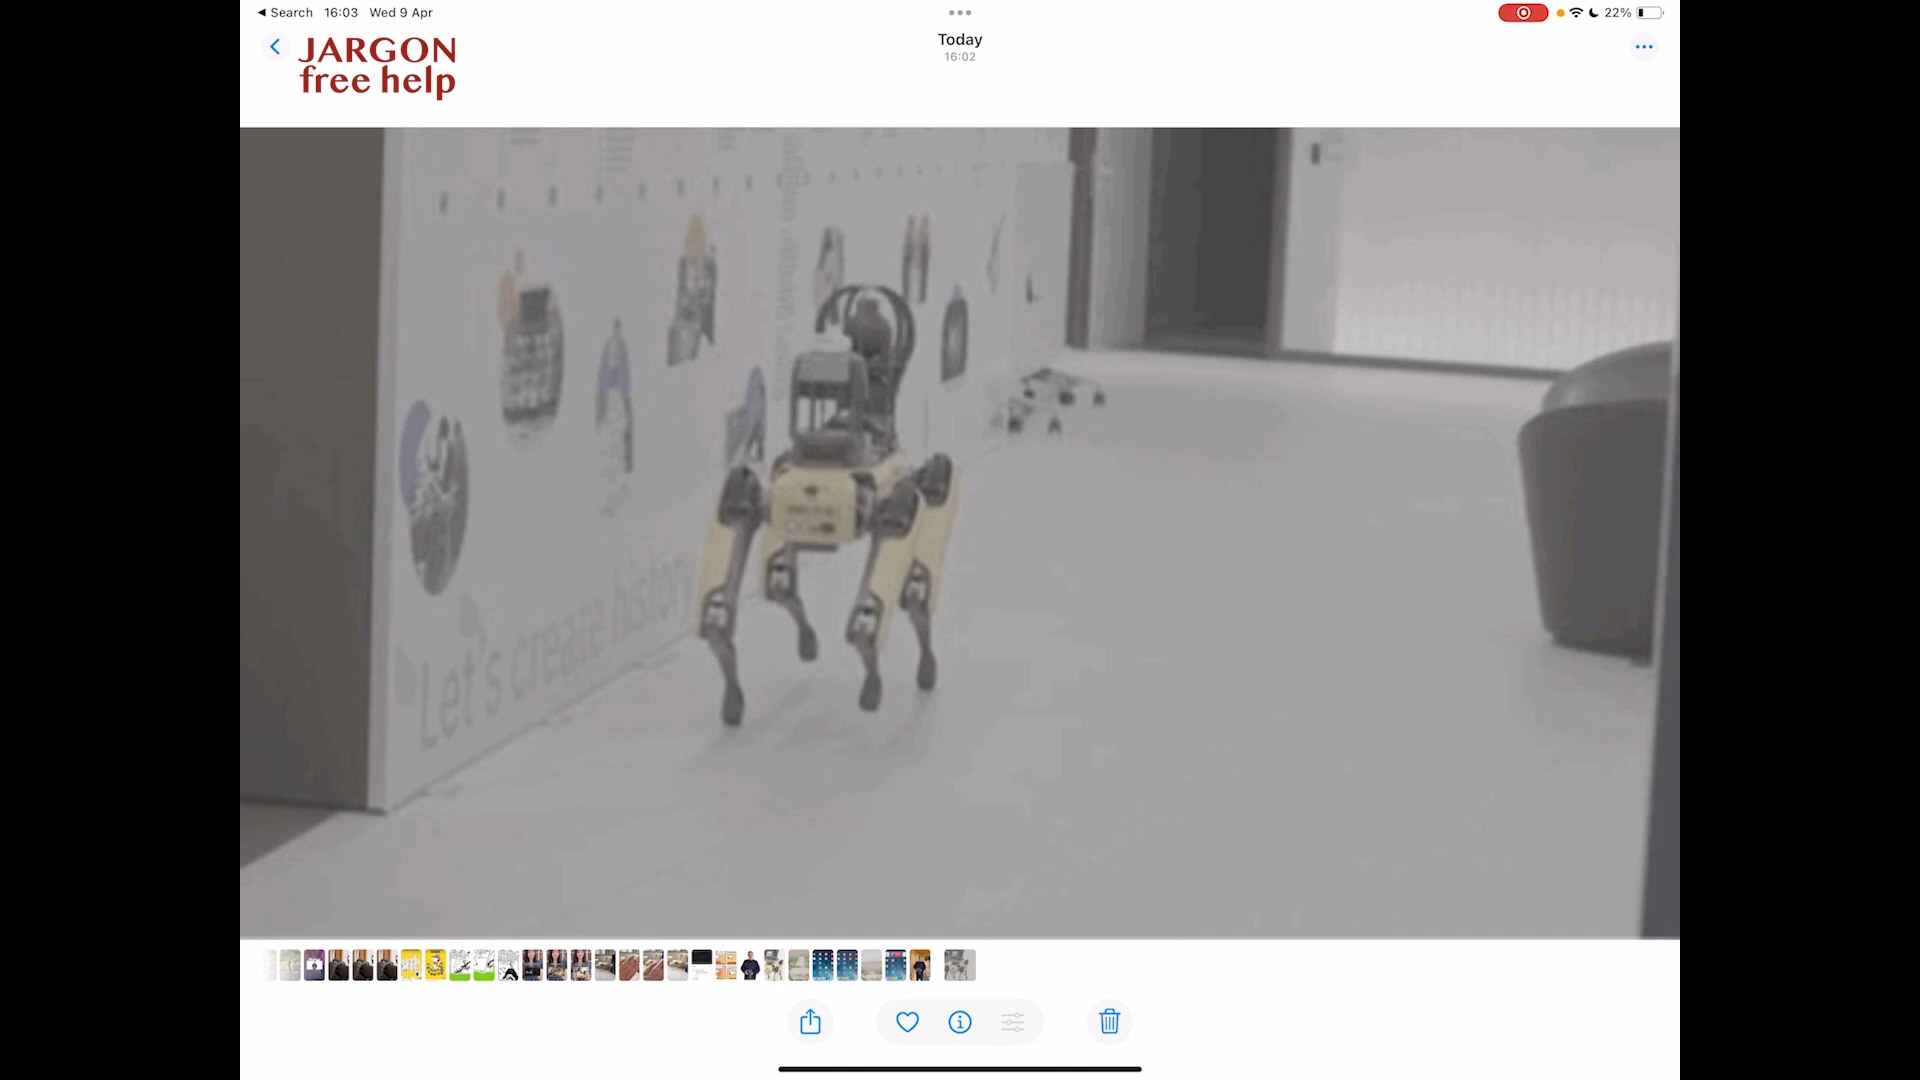 ◀ Search 16:03 Wed 9 Apr
22%
JARGON
free help
Today
16:02
Let's create history